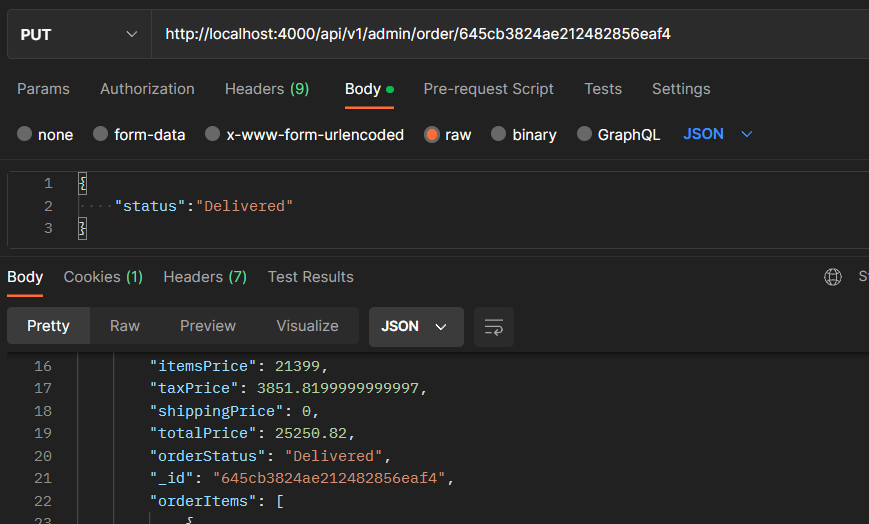 PUT http://localhost:4000/api/v1/admin/order/645cb3824ae212482856eaf4
Params Authorization Headers (9) Body Pre-request Script Tests Settings
none form-data x-www-form-urlencoded raw binary GraphQL JSON
1 {
2 "status":"Delivered"
3 }
Body Cookies (1) Headers (7) Test Results
Pretty Raw Preview Visualize JSON
16 "itemsPrice": 21399,
17 "taxPrice": 3851.8199999999997,
18 "shippingPrice": 0,
19 "totalPrice": 25250.82,
20 "orderStatus": "Delivered",
21 "_id": "645cb3824ae212482856eaf4",
22 "orderItems": [
23 {